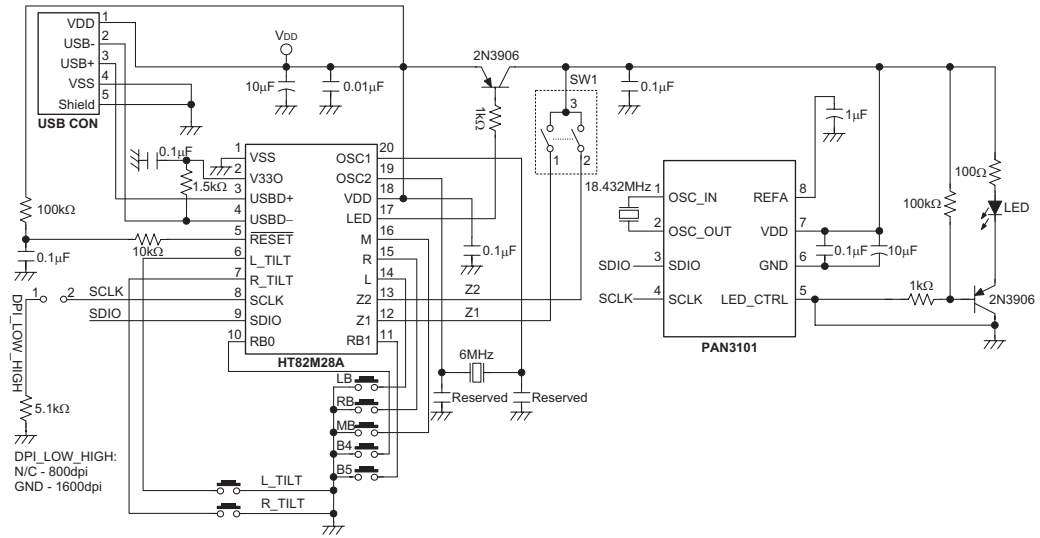 VDD
USB-
USB+
VSS
Shield
1
2
3
4
5
USB CON
VDD
10μF
0.01μF
2N3906
1kΩ
SW1
3
1
2
0.1μF
1μF
0.1μF
1.5kΩ
100kΩ
0.1μF
10kΩ
1
2
3
4
5
6
7
8
9
10
VSS
V33O
USBD+
USBD–
RESET
L_TILT
R_TILT
SCLK
SDIO
RB0
OSC1
OSC2
VDD
LED
M
R
L
Z2
Z1
RB1
20
19
18
17
16
15
14
13
12
11
HT82M28A
0.1μF
Z2
Z1
SCLK
SDIO
1
2
DPI_LOW_HIGH
5.1kΩ
DPI_LOW_HIGH:
N/C - 800dpi
GND - 1600dpi
LB
RB
MB
B4
B5
L_TILT
R_TILT
6MHz
Reserved
Reserved
18.432MHz
SDIO
SCLK
1
2
3
4
OSC_IN
OSC_OUT
SDIO
SCLK
REFA
VDD
GND
LED_CTRL
8
7
6
5
PAN3101
0.1μF
10μF
100kΩ
100Ω
LED
1kΩ
2N3906